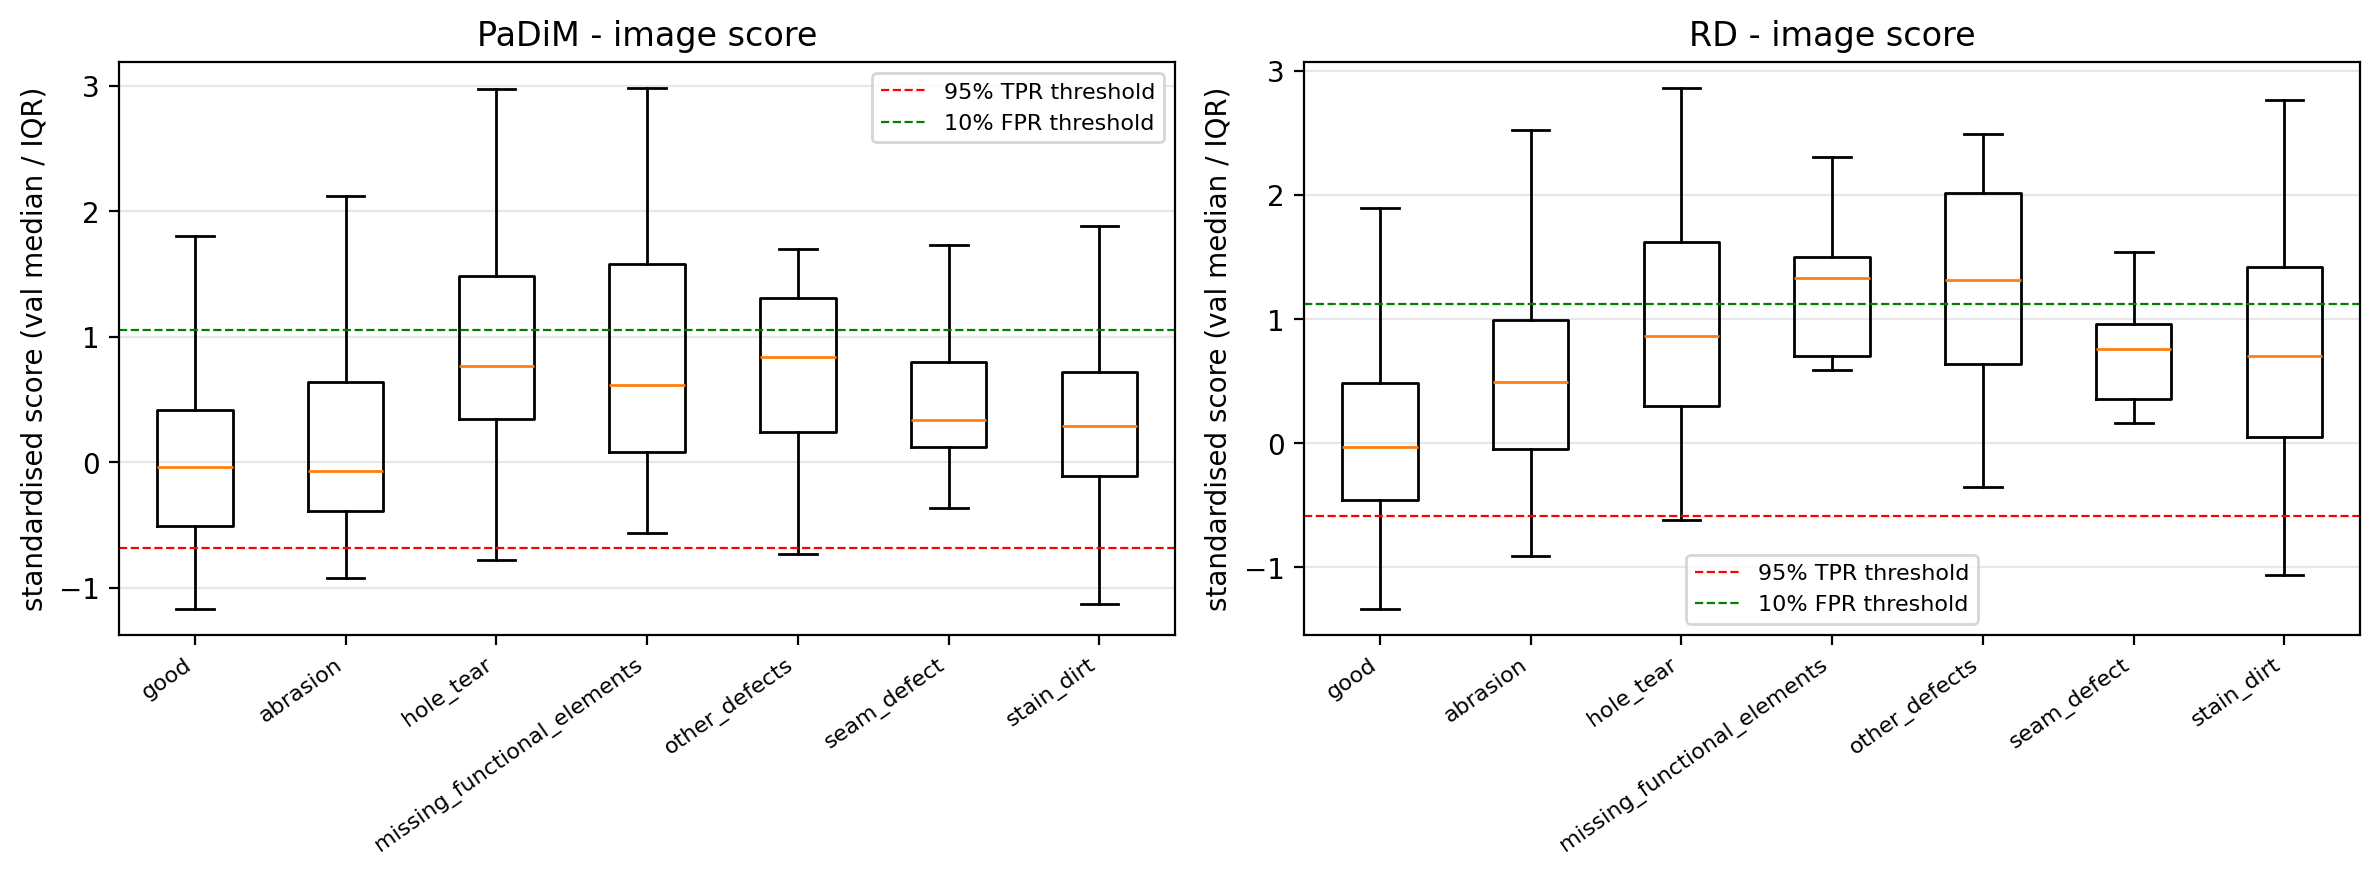 PaDiM - image score
standardised score (val median / IQR)
3
2
1
0
−1
95% TPR threshold
10% FPR threshold
good
abrasion
hole_tear
missing_functional_elements
other_defects
seam_defect
stain_dirt
RD - image score
standardised score (val median / IQR)
3
2
1
0
−1
95% TPR threshold
10% FPR threshold
good
abrasion
hole_tear
missing_functional_elements
other_defects
seam_defect
stain_dirt